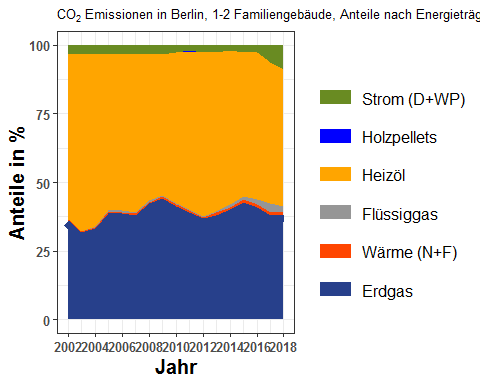 CO2 Emissionen in Berlin, 1-2 Familiengebäude, Anteile nach Energieträg
100
75
50
25
0
Anteile in %
2002 2004 2006 2008 2010 2012 2014 2016 2018
Jahr
Strom (D+WP)
Holzpellets
Heizöl
Flüssiggas
Wärme (N+F)
Erdgas